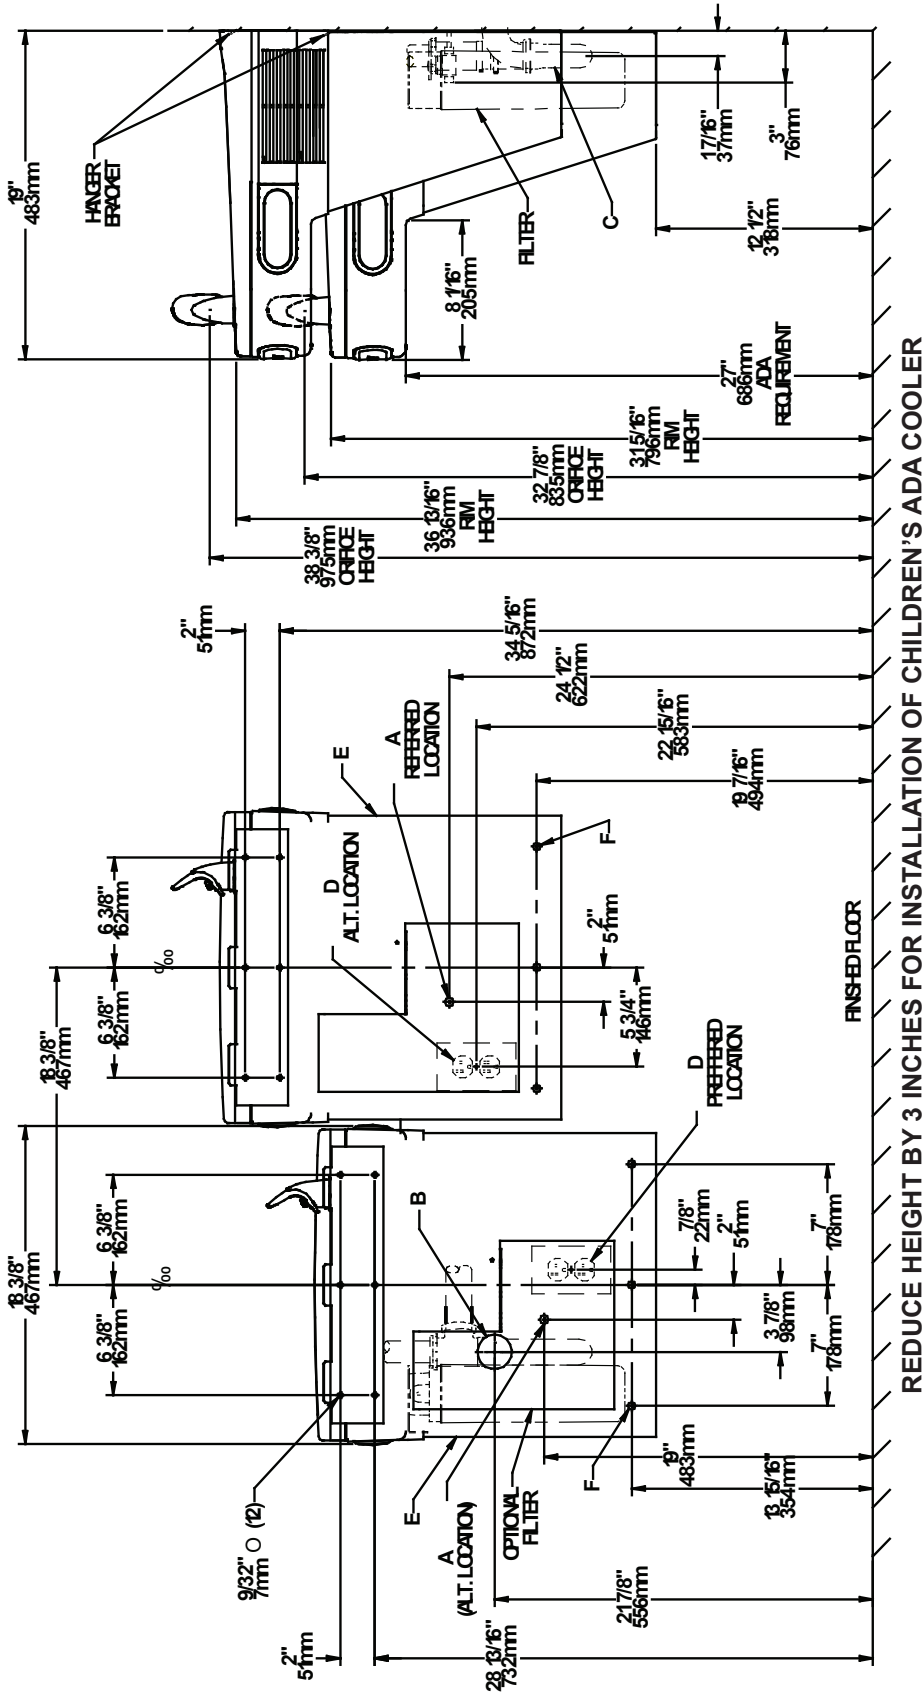 2"
51mm
28 13/16"
732mm
9/32" O (12)
7mm
21 7/8"
556mm
E
A
(ALT. LOCATION)
OPTIONAL
FILTER
F
19"
483mm
13 15/16"
354mm
18 3/8"
467mm
6 3/8"
162mm
6 3/8"
162mm
B
7"
178mm
7"
178mm
3 7/8"
98mm
2"
51mm
7/8"
22mm
D
PREFERRED
LOCATION
18 3/8"
467mm
6 3/8"
162mm
6 3/8"
162mm
D
ALT. LOCATION
E
A
REFERRED
LOCATION
F
5 3/4"
146mm
2"
51mm
2"
51mm
34 5/16"
872mm
24 1/2"
622mm
22 15/16"
583mm
19 7/16"
494mm
FINISHED FLOOR
38 3/8"
975mm
ORIFICE
HEIGHT
36 13/16"
936mm
RIM
HEIGHT
32 7/8"
835mm
ORIFICE
HEIGHT
31 5/16"
796mm
RIM
HEIGHT
27"
686mm
ADA
REQUIREMENT
19"
483mm
HANGER
BRACKET
8 1/16"
205mm
FILTER
C
1 7/16"
37mm
3"
76mm
12 1/2"
318mm
REDUCE HEIGHT BY 3 INCHES FOR INSTALLATION OF CHILDREN'S ADA COOLER